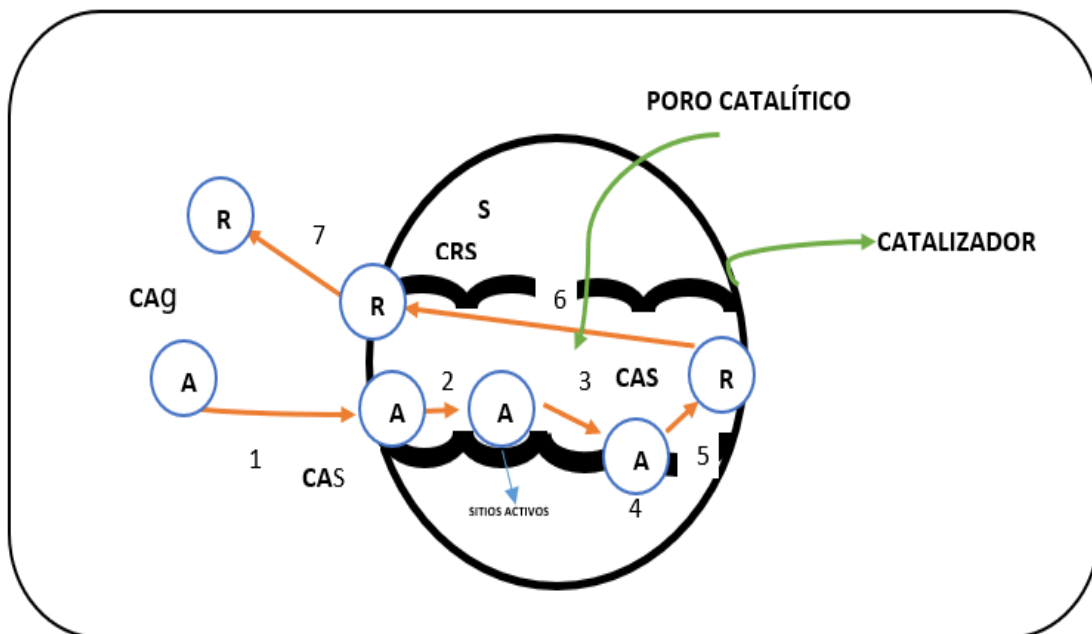 PORO CATALÍTICO
S
R
7
CRS
CATALIZADOR
CAg
6
R
A
2
3
CAS
R
A
A
1
CAS
A
5
SITIOS ACTIVOS
4